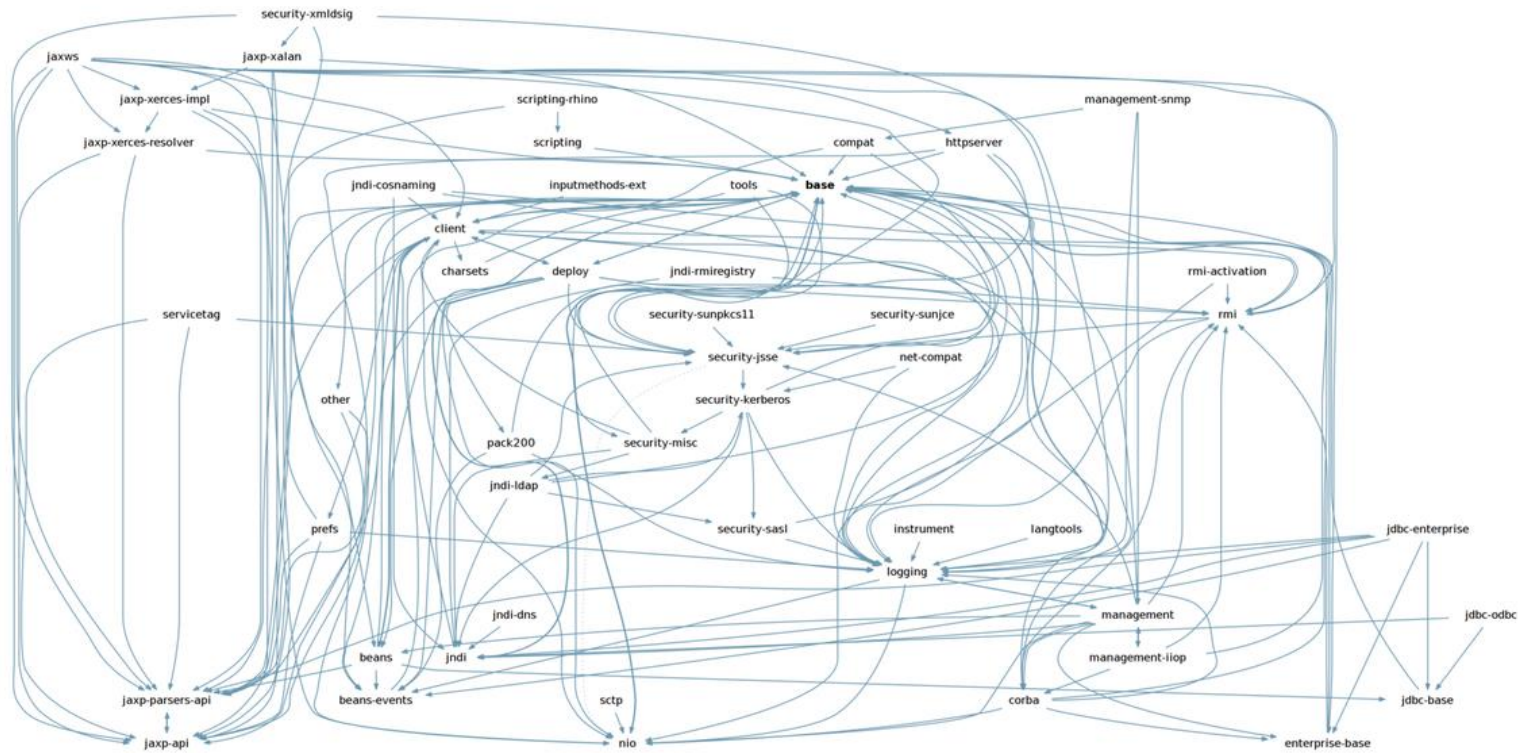 security-xmldsig
jaxws
jaxp-xalan
jaxp-xerces-impl
scripting-rhino
management-snmp
jaxp-xerces-resolver
scripting
compat
httpserver
jndi-cosnaming
inputmethods-ext
tools
base
client
charsets
deploy
jndi-rmiregistry
rmi-activation
servicetag
security-sunpkcs11
security-sunjce
rmi
security-jsse
net-compat
other
security-kerberos
pack200
security-misc
jndi-ldap
prefs
security-sasl
instrument
langtools
jdbc-enterprise
logging
jndi-dns
management
jdbc-odbc
beans
jndi
management-iiop
jaxp-parsers-api
beans-events
sctp
corba
jdbc-base
jaxp-api
nio
enterprise-base